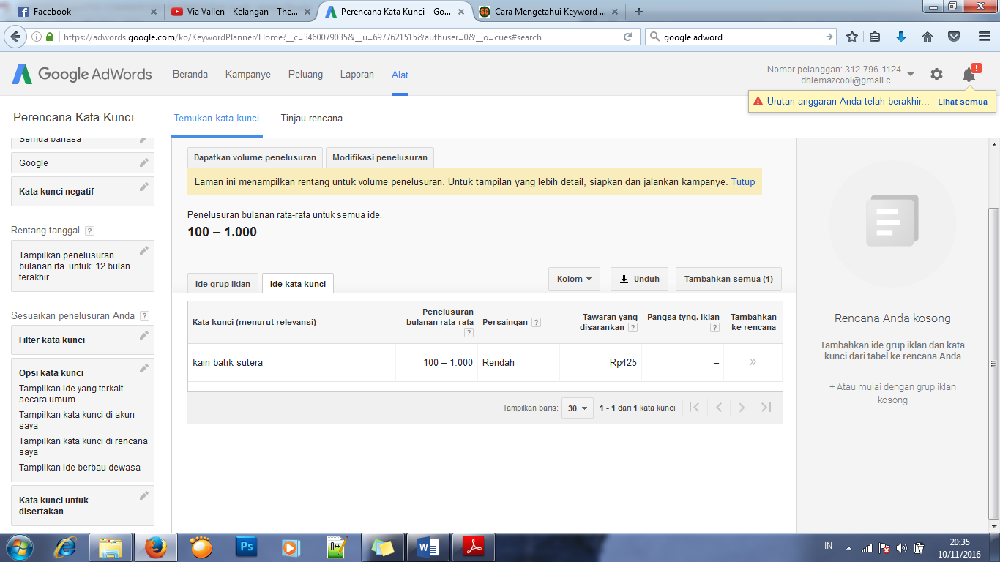 Facebook
Via Vallen - Kelangan - The...
Perencana Kata Kunci – Go...
Cara Mengetahui Keyword ...
https://adwords.google.com/ko/KeywordPlanner/Home?__c=3460079035&__u=6977621515&authuser=0&__o=cues#search
google adword
Google AdWords
Beranda
Kampanye
Peluang
Laporan
Alat
Nomor pelanggan: 312-796-1124
dhiemazcool@gmail.c...
Urutan anggaran Anda telah berakhir... Lihat semua
Perencana Kata Kunci
Temukan kata kunci
Tinjau rencana
Semua bahasa
Google
Kata kunci negatif
Rentang tanggal ?
Tampilkan penelusuran
bulanan rta. untuk: 12 bulan
terakhir
Sesuaikan penelusuran Anda ?
Filter kata kunci
Opsi kata kunci
Tampilkan ide yang terkait
secara umum
Tampilkan kata kunci di akun
saya
Tampilkan kata kunci di rencana
saya
Tampilkan ide berbau dewasa
Kata kunci untuk
disertakan
Dapatkan volume penelusuran
Modifikasi penelusuran
Laman ini menampilkan rentang untuk volume penelusuran. Untuk tampilan yang lebih detail, siapkan dan jalankan kampanye. Tutup
Penelusuran bulanan rata-rata untuk semua ide.
100 – 1.000
Ide grup iklan
Ide kata kunci
Kolom
Unduh
Tambahkan semua (1)
Kata kunci (menurut relevansi)
Penelusuran
bulanan rata-rata
?
Persaingan ?
Tawaran yang
disarankan ?
Pangsa tyng. iklan
?
Tambahkan
ke rencana
kain batik sutera
100 – 1.000
Rendah
Rp425
–
»
Tampilkan baris: 30
1 - 1 dari 1 kata kunci
Rencana Anda kosong
Tambahkan ide grup iklan dan kata
kunci dari tabel ke rencana Anda
+ Atau mulai dengan grup iklan
kosong
IN
20:35
10/11/2016